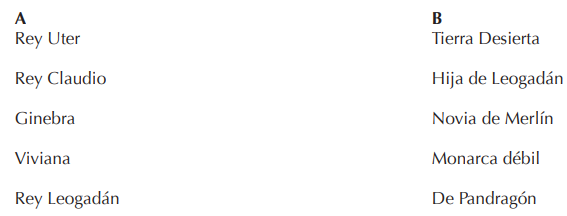 A B
Rey Uter Tierra Desierta
Rey Claudio Hija de Leogadán
Ginebra Novia de Merlín
Viviana Monarca débil
Rey Leogadán De Pandragón